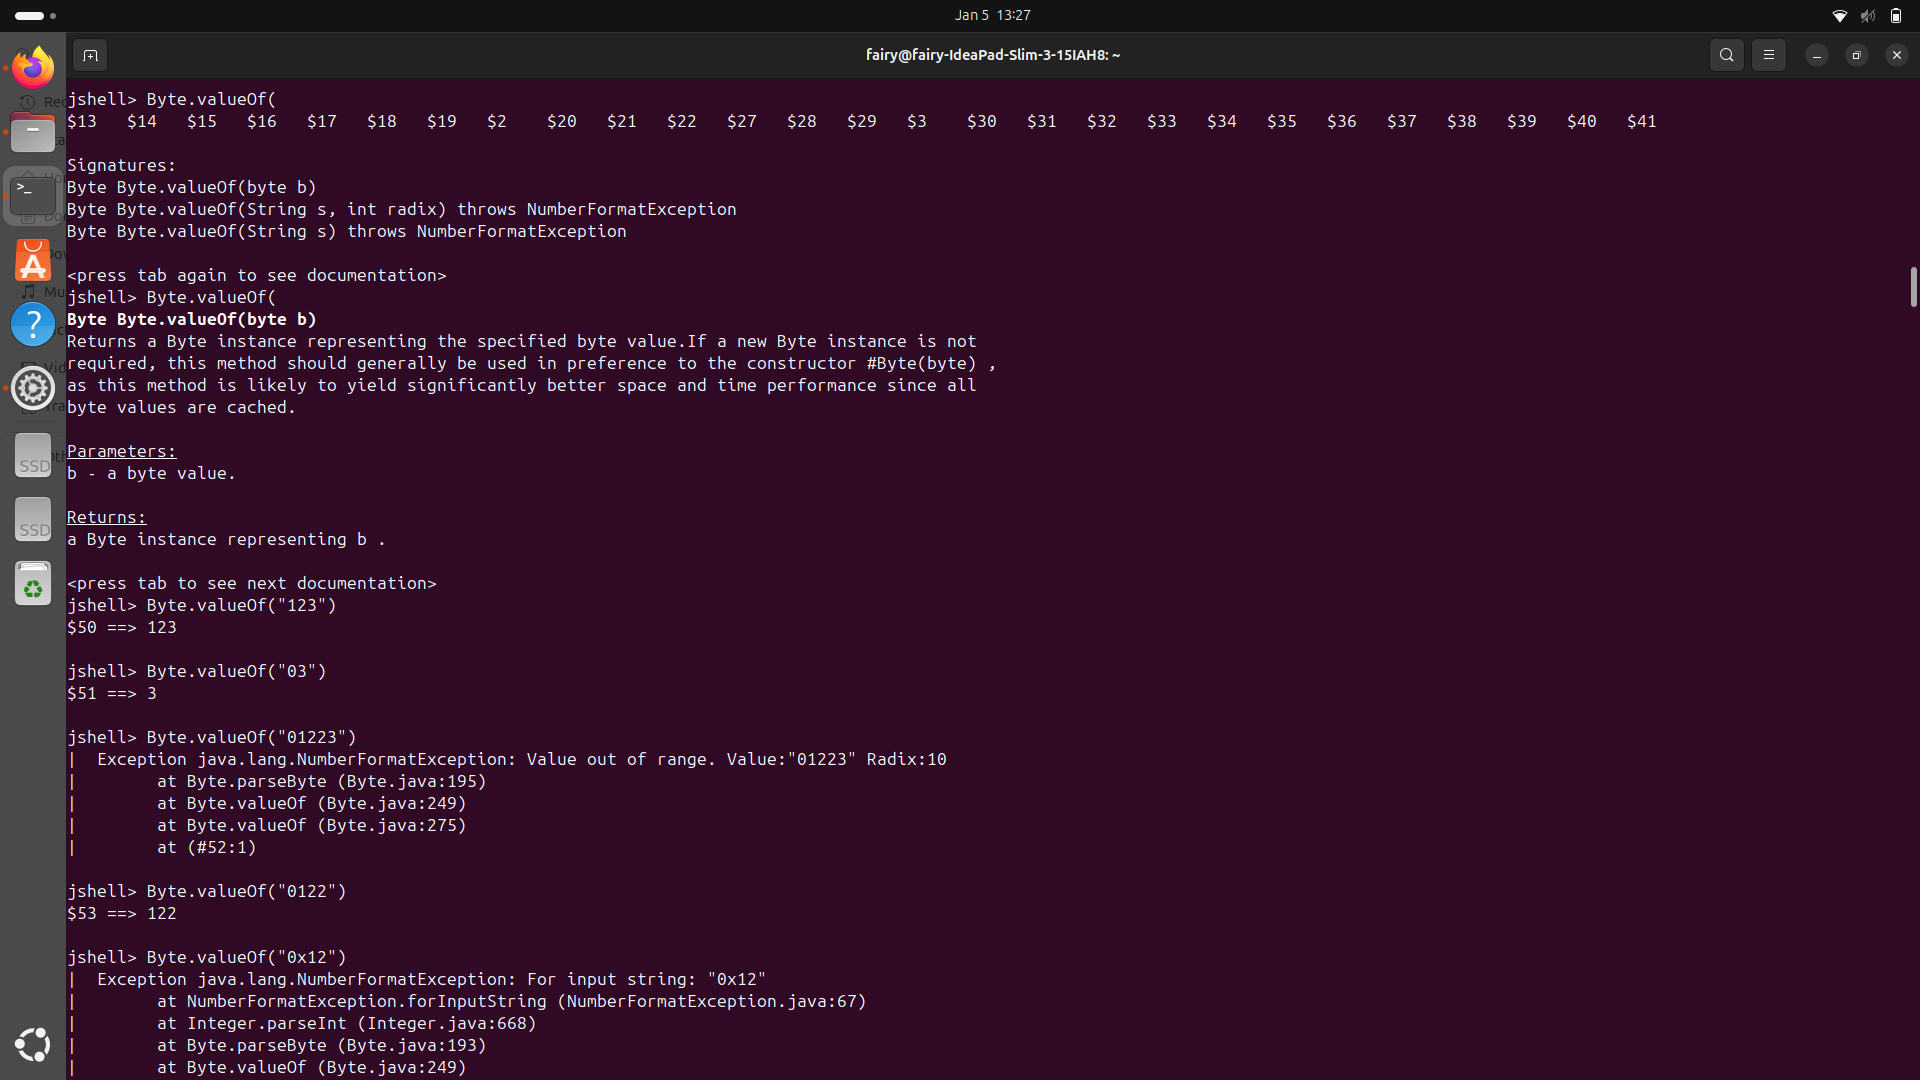 Jan 5 13:27
fairy@fairy-IdeaPad-Slim-3-15IAH8: ~
jshell> Byte.valueOf(
$13 $14 $15 $16 $17 $18 $19 $2 $20 $21 $22 $27 $28 $29 $3 $30 $31 $32 $33 $34 $35 $36 $37 $38 $39 $40 $41
Signatures:
Byte Byte.valueOf(byte b)
Byte Byte.valueOf(String s, int radix) throws NumberFormatException
Byte Byte.valueOf(String s) throws NumberFormatException
<press tab again to see documentation>
jshell> Byte.valueOf(
Byte Byte.valueOf(byte b)
Returns a Byte instance representing the specified byte value.If a new Byte instance is not
required, this method should generally be used in preference to the constructor #Byte(byte) ,
as this method is likely to yield significantly better space and time performance since all
byte values are cached.
Parameters:
b - a byte value.
Returns:
a Byte instance representing b .
<press tab to see next documentation>
jshell> Byte.valueOf("123")
$50 ==> 123
jshell> Byte.valueOf("03")
$51 ==> 3
jshell> Byte.valueOf("01223")
|  Exception java.lang.NumberFormatException: Value out of range. Value:"01223" Radix:10
|        at Byte.parseByte (Byte.java:195)
|        at Byte.valueOf (Byte.java:249)
|        at Byte.valueOf (Byte.java:275)
|        at (#52:1)
jshell> Byte.valueOf("0122")
$53 ==> 122
jshell> Byte.valueOf("0x12")
|  Exception java.lang.NumberFormatException: For input string: "0x12"
|        at NumberFormatException.forInputString (NumberFormatException.java:67)
|        at Integer.parseInt (Integer.java:668)
|        at Byte.parseByte (Byte.java:193)
|        at Byte.valueOf (Byte.java:249)
SSD
SSD